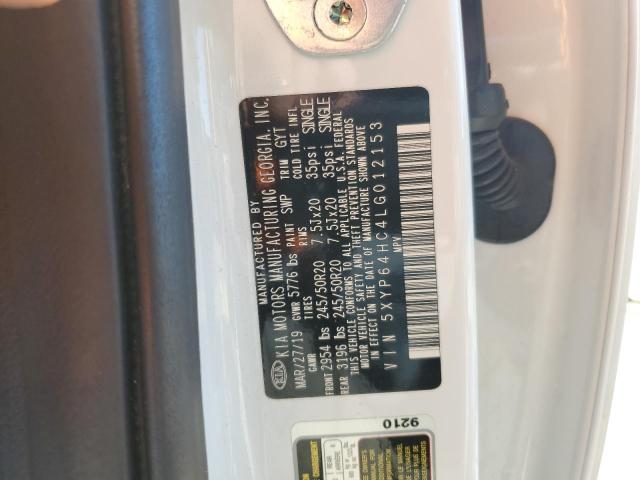 MANUFACTURED BY
KIA KIA MOTORS MANUFACTURING GEORGIA, INC.
MAR/27/19 GVWR 5776 lbs PAINT SWP TRIM GYT
GAWR TIRES RIMS COLD TIRE INFL
FRONT 2954 lbs 245/50R20 7.5Jx20 35psi SINGLE
REAR 3196 lbs 245/50R20 7.5Jx20 35psi SINGLE
THIS VEHICLE CONFORMS TO ALL APPLICABLE U.S.A. FEDERAL
MOTOR VEHICLE SAFETY AND THEFT PREVENTION STANDARDS
IN EFFECT ON THE DATE OF MANUFACTURE SHOWN ABOVE
VIN 5XYP64HC4LG012153
MPV
9210
REAR